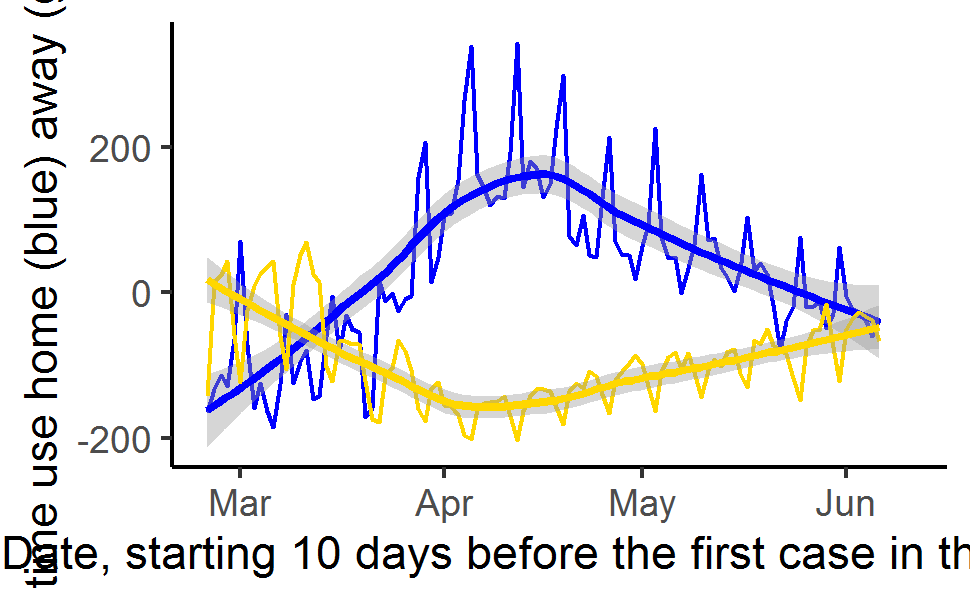 time use home (blue) away (
200
0
-200
Mar Apr May Jun
Date, starting 10 days before the first case in th